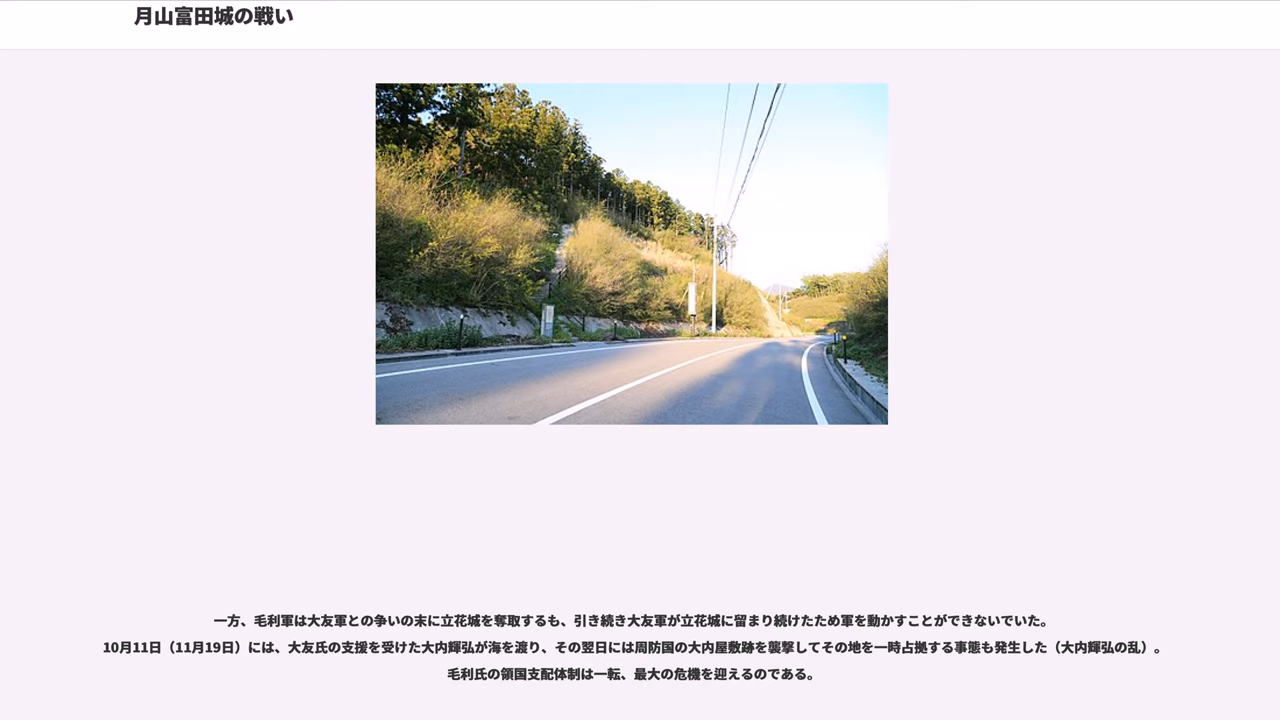 月山富田城の戦い
一方、毛利軍は大友軍との争いの末に立花城を奪取するも、引き続き大友軍が立花城に留まり続けたため軍を動かすことができないでいた。
10月11日（11月19日）には、大友氏の支援を受けた大内輝弘が海を渡り、その翌日には周防国の大内屋敷跡を襲撃してその地を一時占拠する事態も発生した（大内輝弘の乱）。
毛利氏の領国支配体制は一転、最大の危機を迎えるのである。